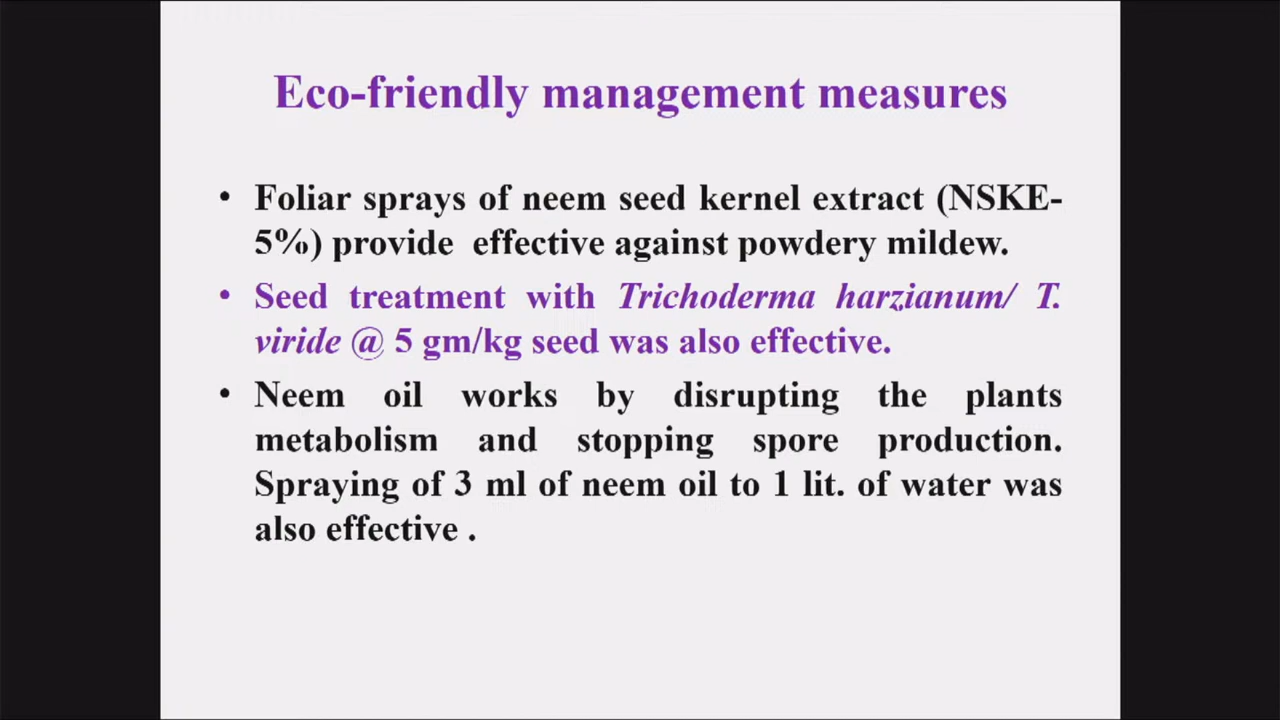 Eco-friendly management measures
• Foliar sprays of neem seed kernel extract (NSKE-
5%) provide effective against powdery mildew.
• Seed treatment with Trichoderma harzianum/ T.
viride @ 5 gm/kg seed was also effective.
• Neem oil works by disrupting the plants
metabolism and stopping spore production.
Spraying of 3 ml of neem oil to 1 lit. of water was
also effective .